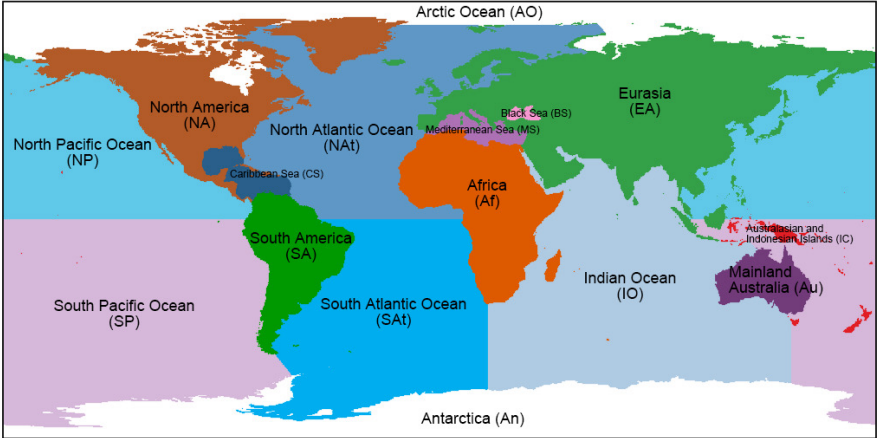 Arctic Ocean (AO)
North America
(NA)
Eurasia
(EA)
Black Sea (BS)
North Atlantic Ocean
(NAt)
Mediterranean Sea (MS)
North Pacific Ocean
(NP)
Caribbean Sea (CS)
Africa
(Af)
South America
(SA)
Australasian and
Indonesian Islands (IC)
Indian Ocean
(IO)
Mainland
Australia (Au)
South Pacific Ocean
(SP)
South Atlantic Ocean
(SAt)
Antarctica (An)